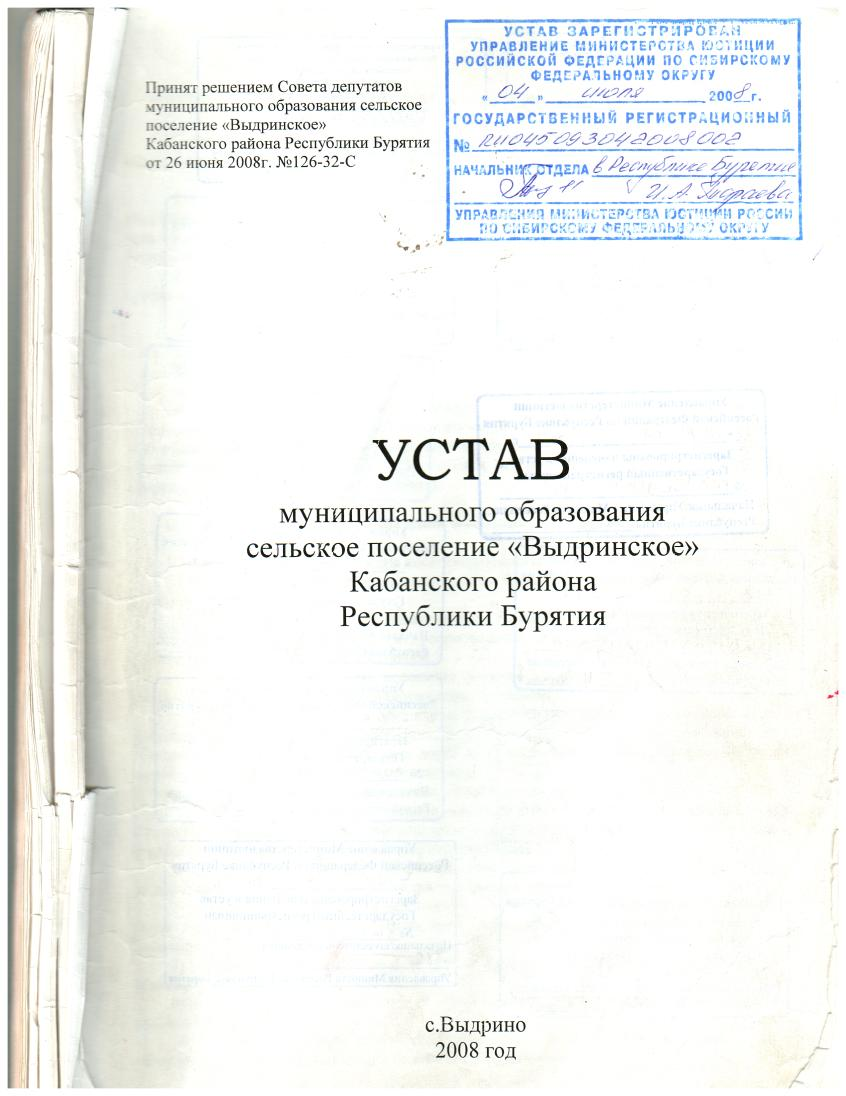 Принят решением Совета депутатов
муниципального образования сельское
поселение «Выдринское»
Кабанского района Республики Бурятия
от 26 июня 2008г. №126-32-С
УСТАВ ЗАРЕГИСТРИРОВАН
УПРАВЛЕНИЕ МИНИСТЕРСТВА ЮСТИЦИИ
РОССИЙСКОЙ ФЕДЕРАЦИИ ПО СИБИРСКОМУ
ФЕДЕРАЛЬНОМУ ОКРУГУ
« 04 » июля 2008 г.
ГОСУДАРСТВЕННЫЙ РЕГИСТРАЦИОННЫЙ
№ RU045093042008002
НАЧАЛЬНИК ОТДЕЛА в Республике Бурятия
И.А.
УПРАВЛЕНИЯ МИНИСТЕРСТВА ЮСТИЦИИ РОССИИ
ПО СИБИРСКОМУ ФЕДЕРАЛЬНОМУ ОКРУГУ
УСТАВ
муниципального образования
сельское поселение «Выдринское»
Кабанского района
Республики Бурятия
с.Выдрино
2008 год